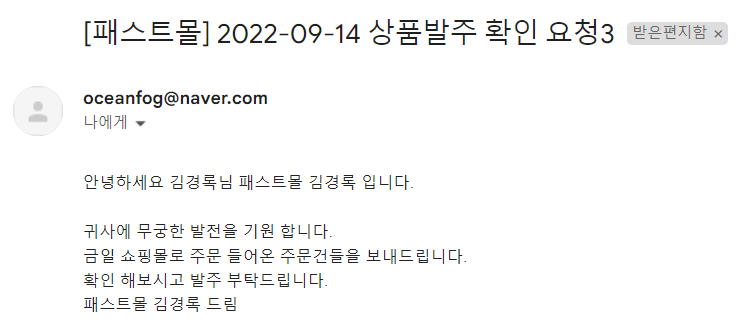 [패스트몰] 2022-09-14 상품발주 확인 요청3 받은편지함 ×
oceanfog@naver.com
나에게
안녕하세요 김경록님 패스트몰 김경록 입니다.
귀사에 무궁한 발전을 기원 합니다.
금일 쇼핑몰로 주문 들어온 주문건들을 보내드립니다.
확인 해보시고 발주 부탁드립니다.
패스트몰 김경록 드림